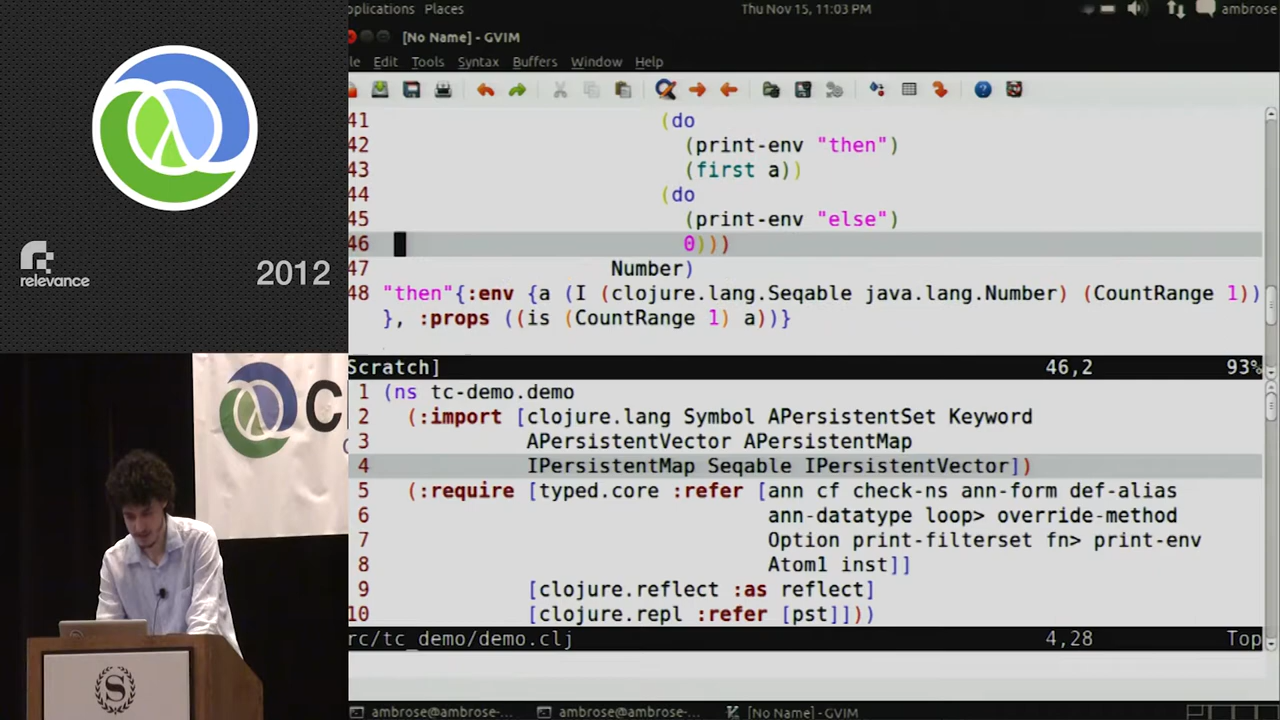 pplications Places Thu Nov 15, 11:03 PM ambrose
[No Name] - GVIM
le Edit Tools Syntax Buffers Window Help
41 (do
42 (print-env "then")
43 (first a))
44 (do
45 (print-env "else")
46 0)))
47 Number)
48 "then"{:env {a (I (clojure.lang.Seqable java.lang.Number) (CountRange 1))
}, :props ((is (CountRange 1) a))}
Scratch] 46,2 93%
1 (ns tc-demo.demo
2 (:import [clojure.lang Symbol APersistentSet Keyword
3 APersistentVector APersistentMap
4 IPersistentMap Seqable IPersistentVector])
5 (:require [typed.core :refer [ann cf check-ns ann-form def-alias
6 ann-datatype loop> override-method
7 Option print-filterset fn> print-env
8 Atom1 inst]]
9 [clojure.reflect :as reflect]
10 [clojure.repl :refer [pst]]))
rc/tc_demo/demo.clj 4,28 Top
ambrose@ambrose-... ambrose@ambrose-... [No Name] - GVIM
relevance
2012
C
S